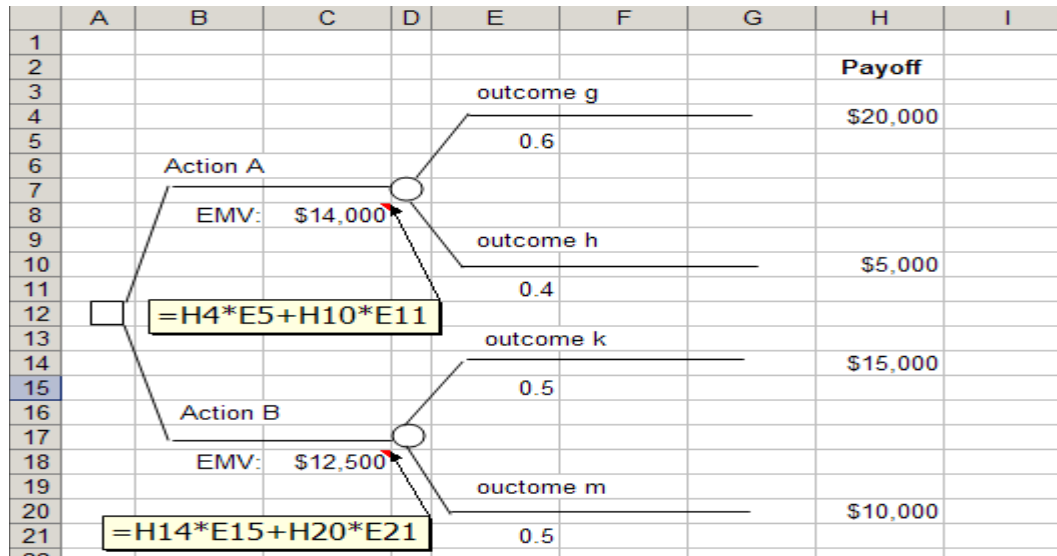 A B C D E F G H I
1
2 Payoff
3 outcome g
4 $20,000
5 0.6
6 Action A
7
8 EMV: $14,000
9 outcome h
10 $5,000
11 0.4
12 =H4*E5+H10*E11
13 outcome k
14 $15,000
15 0.5
16 Action B
17
18 EMV: $12,500
19 ouctome m
20 $10,000
21 =H14*E15+H20*E21 0.5